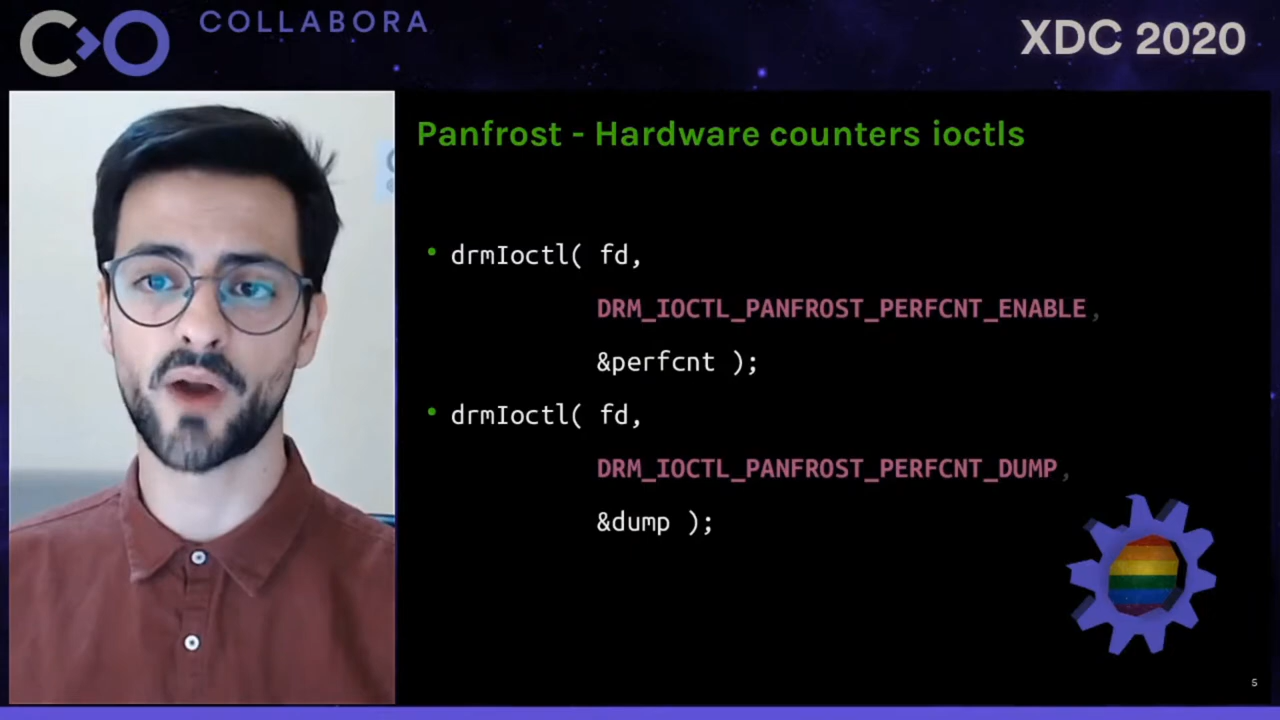 COLLABORA
XDC 2020
Panfrost - Hardware counters ioctls
• drmIoctl( fd,
DRM_IOCTL_PANFROST_PERFCNT_ENABLE,
&perfcnt );
• drmIoctl( fd,
DRM_IOCTL_PANFROST_PERFCNT_DUMP,
&dump );
5